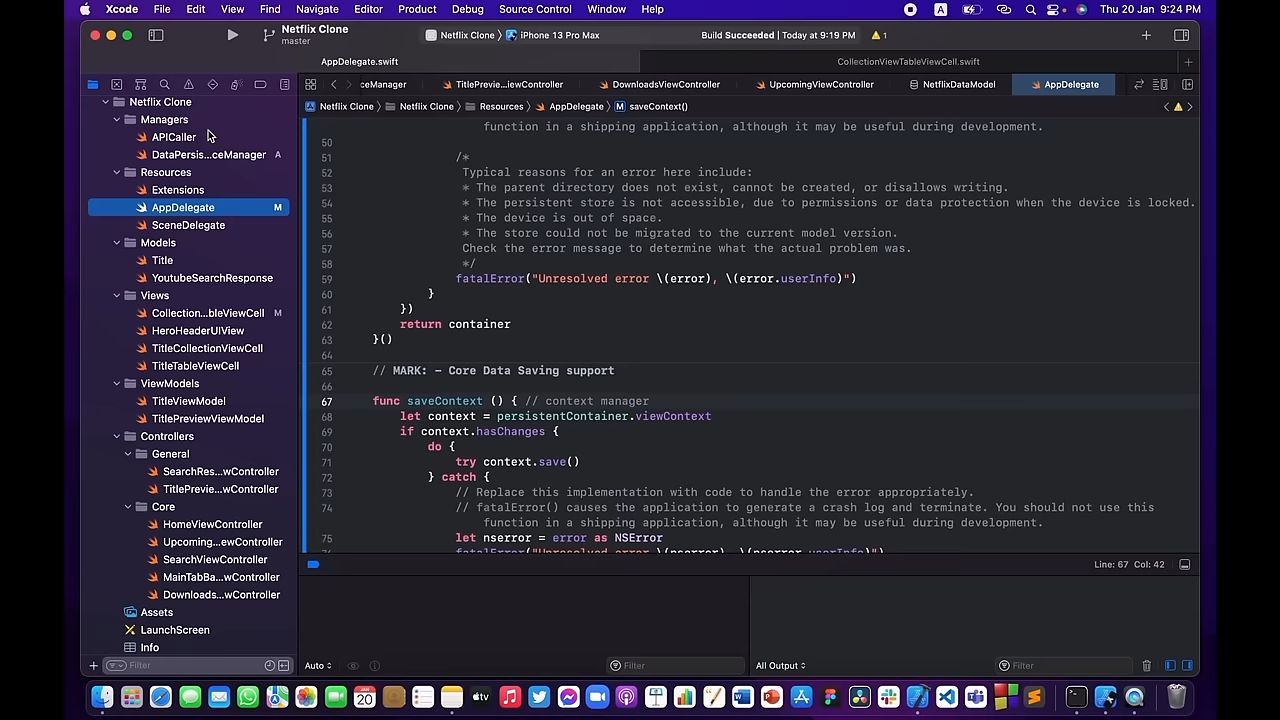 Xcode File Edit View Find Navigate Editor Product Debug Source Control Window Help A Thu 20 Jan 9:24 PM
Netflix Clone
master
Netflix Clone 〉 iPhone 13 Pro Max
Build Succeeded | Today at 9:19 PM
1
AppDelegate.swift
CollectionViewTableViewCell.swift
ceManager TitlePrevie...iewController DownloadsViewController UpcomingViewController NetflixDataModel AppDelegate
Netflix Clone 〉 Netflix Clone 〉 Resources 〉 AppDelegate 〉 M saveContext()
Netflix Clone
Managers
APICaller
DataPersis...ceManager A
Resources
Extensions
AppDelegate M
SceneDelegate
Models
Title
YoutubeSearchResponse
Views
Collection...bleViewCell M
HeroHeaderUIView
TitleCollectionViewCell
TitleTableViewCell
ViewModels
TitleViewModel
TitlePreviewViewModel
Controllers
General
SearchRes...wController
TitlePrevie...wController
Core
HomeViewController
Upcoming...ewController
SearchViewController
MainTabBa...wController
Downloads...wController
Assets
LaunchScreen
Info
Filter
function in a shipping application, although it may be useful during development.
50
51 /*
52 Typical reasons for an error here include:
53 * The parent directory does not exist, cannot be created, or disallows writing.
54 * The persistent store is not accessible, due to permissions or data protection when the device is locked.
55 * The device is out of space.
56 * The store could not be migrated to the current model version.
57 Check the error message to determine what the actual problem was.
58 */
59 fatalError("Unresolved error \(error), \(error.userInfo)")
60 }
61 })
62 return container
63 }()
64
65 // MARK: - Core Data Saving support
66
67 func saveContext () { // context manager
68 let context = persistentContainer.viewContext
69 if context.hasChanges {
70 do {
71 try context.save()
72 } catch {
73 // Replace this implementation with code to handle the error appropriately.
74 // fatalError() causes the application to generate a crash log and terminate. You should not use this
function in a shipping application, although it may be useful during development.
75 let nserror = error as NSError
76 fatalError("Unresolved error \(nserror), \(nserror.userInfo)")
Line: 67 Col: 42
Auto
Filter
All Output
Filter
JAN
20
tv